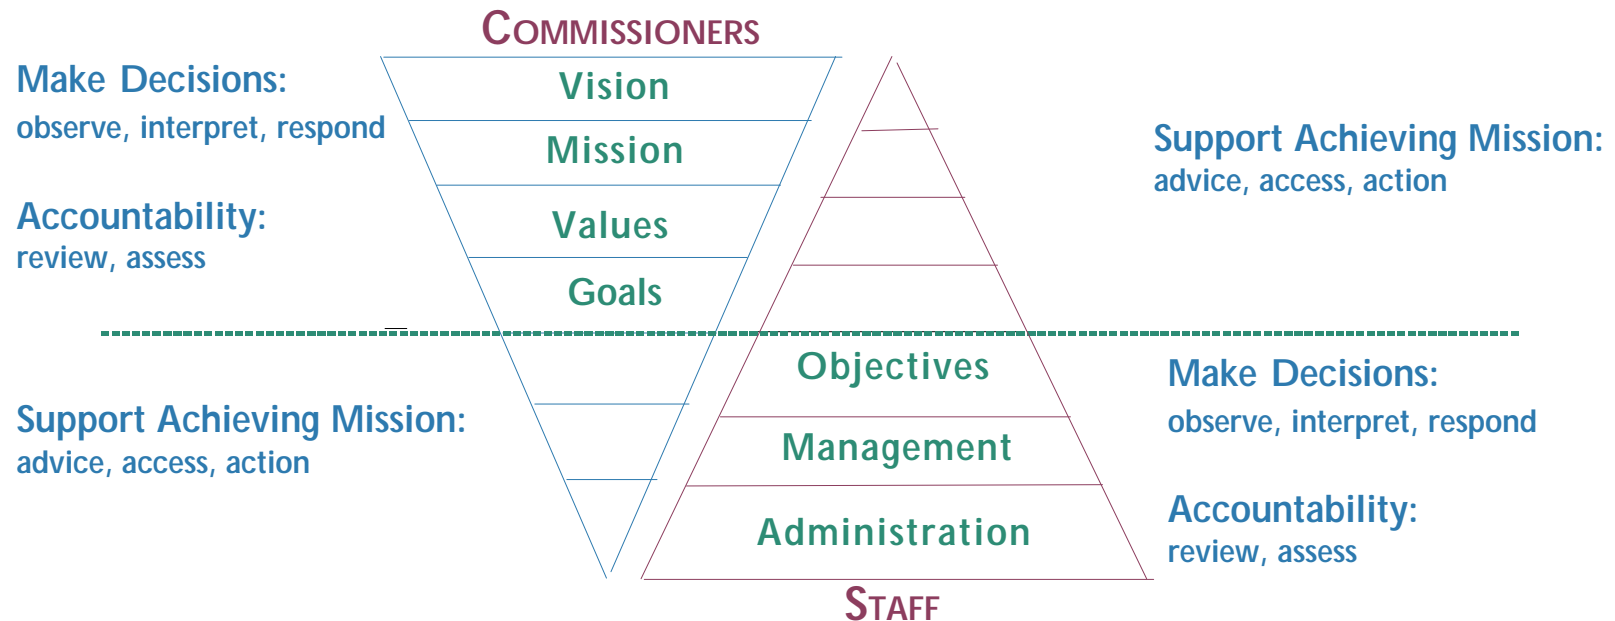 COMMISSIONERS
Make Decisions:
observe, interpret, respond
Accountability:
review, assess
Vision
Mission
Values
Goals
Support Achieving Mission:
advice, access, action
Support Achieving Mission:
advice, access, action
Objectives
Management
Administration
Make Decisions:
observe, interpret, respond
Accountability:
review, assess
STAFF